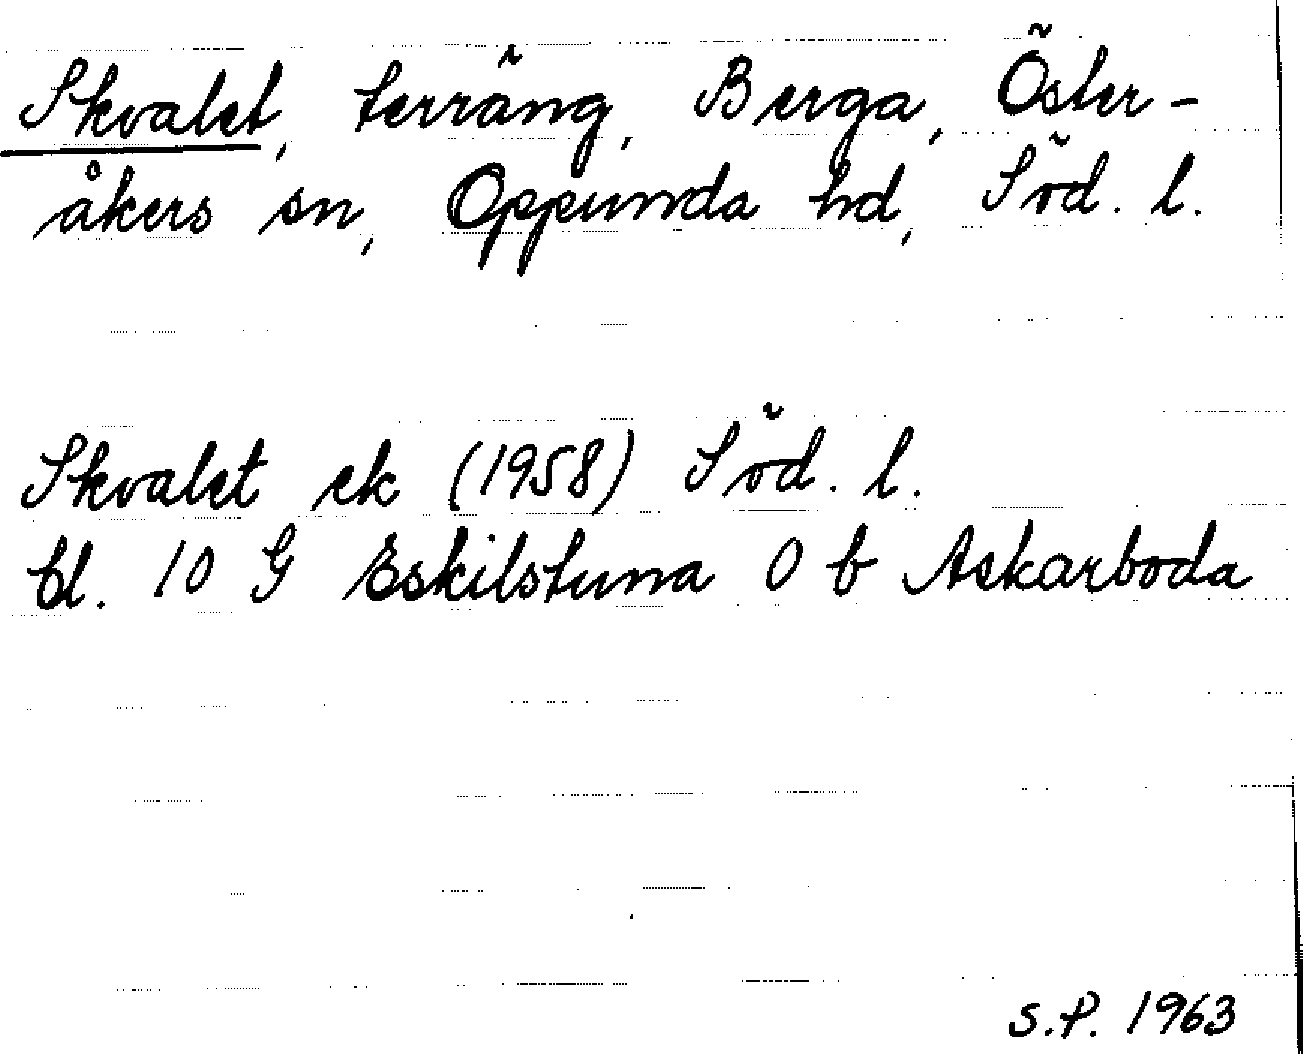 Skvalet, terräng, Berga, Öster-
åkers sn, Oppunda hd, Söd. l.
Skvalet ek (1958) Söd. l.
bl. 10 G Eskilstuna 0 b Askarboda
S.P. 1963